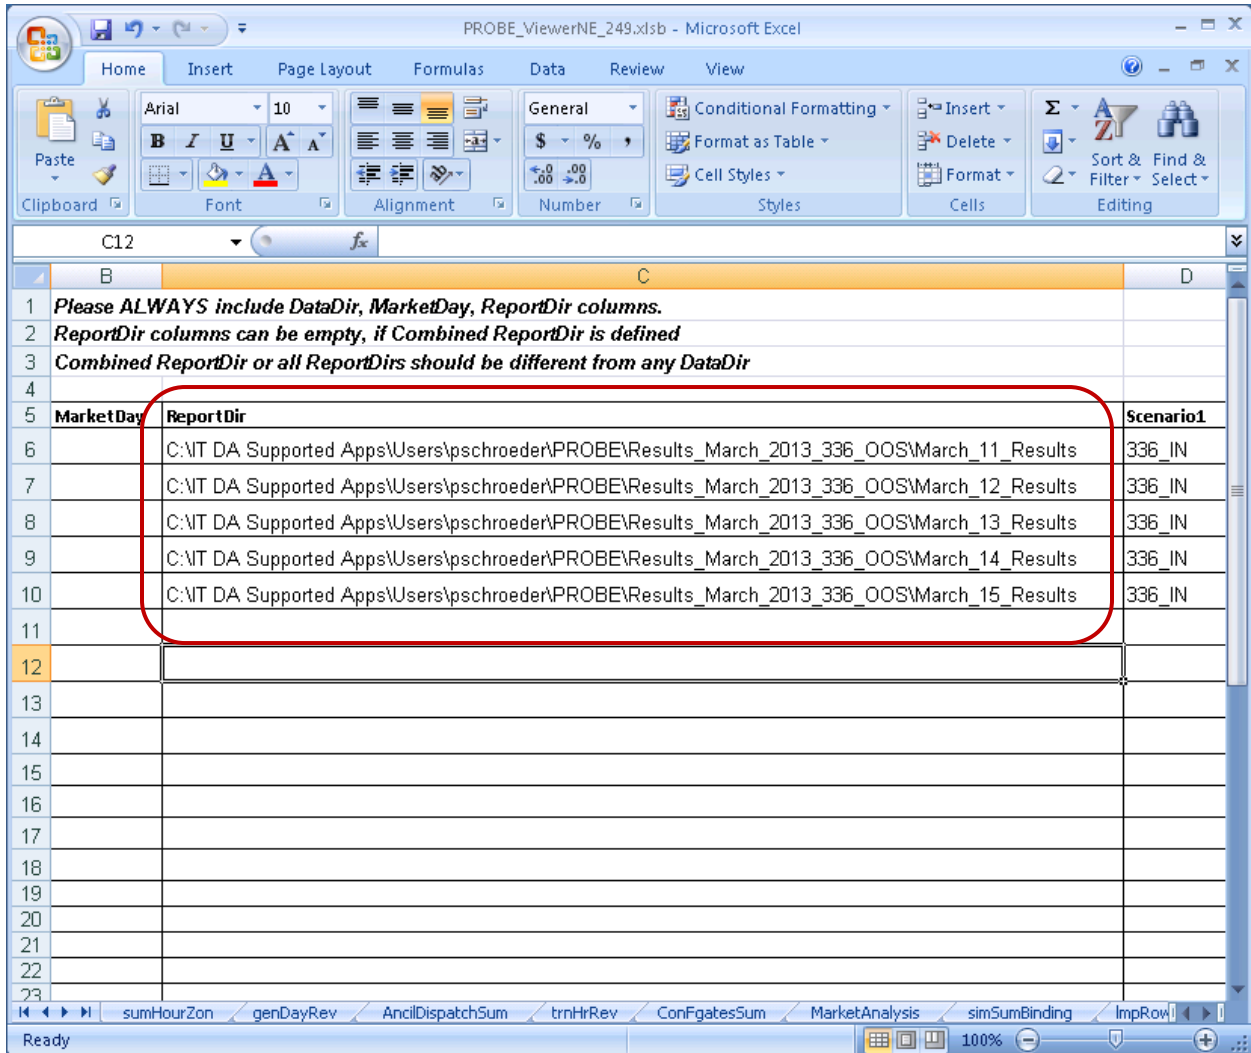 PROBE_ViewerNE_249.xlsb - Microsoft Excel
Home Insert Page Layout Formulas Data Review View
Paste
Clipboard
Arial 10
B I U A A
A
Font
Alignment
General
$ % ,
.0 .00 .00 .0
Number
Conditional Formatting
Format as Table
Cell Styles
Styles
Insert
Delete
Format
Cells
Σ
Sort & Filter
Find & Select
Editing
C12 fx
B C D
1 Please ALWAYS include DataDir, MarketDay, ReportDir columns.
2 ReportDir columns can be empty, if Combined ReportDir is defined
3 Combined ReportDir or all ReportDirs should be different from any DataDir
4
5 MarketDay ReportDir Scenario1
6 C:\IT DA Supported Apps\Users\pschroeder\PROBE\Results_March_2013_336_OOS\March_11_Results 336_IN
7 C:\IT DA Supported Apps\Users\pschroeder\PROBE\Results_March_2013_336_OOS\March_12_Results 336_IN
8 C:\IT DA Supported Apps\Users\pschroeder\PROBE\Results_March_2013_336_OOS\March_13_Results 336_IN
9 C:\IT DA Supported Apps\Users\pschroeder\PROBE\Results_March_2013_336_OOS\March_14_Results 336_IN
10 C:\IT DA Supported Apps\Users\pschroeder\PROBE\Results_March_2013_336_OOS\March_15_Results 336_IN
11
12
13
14
15
16
17
18
19
20
21
22
23
sumHourZon genDayRev AncilDispatchSum trnHrRev ConFgatesSum MarketAnalysis simSumBinding ImpRow
Ready 100%